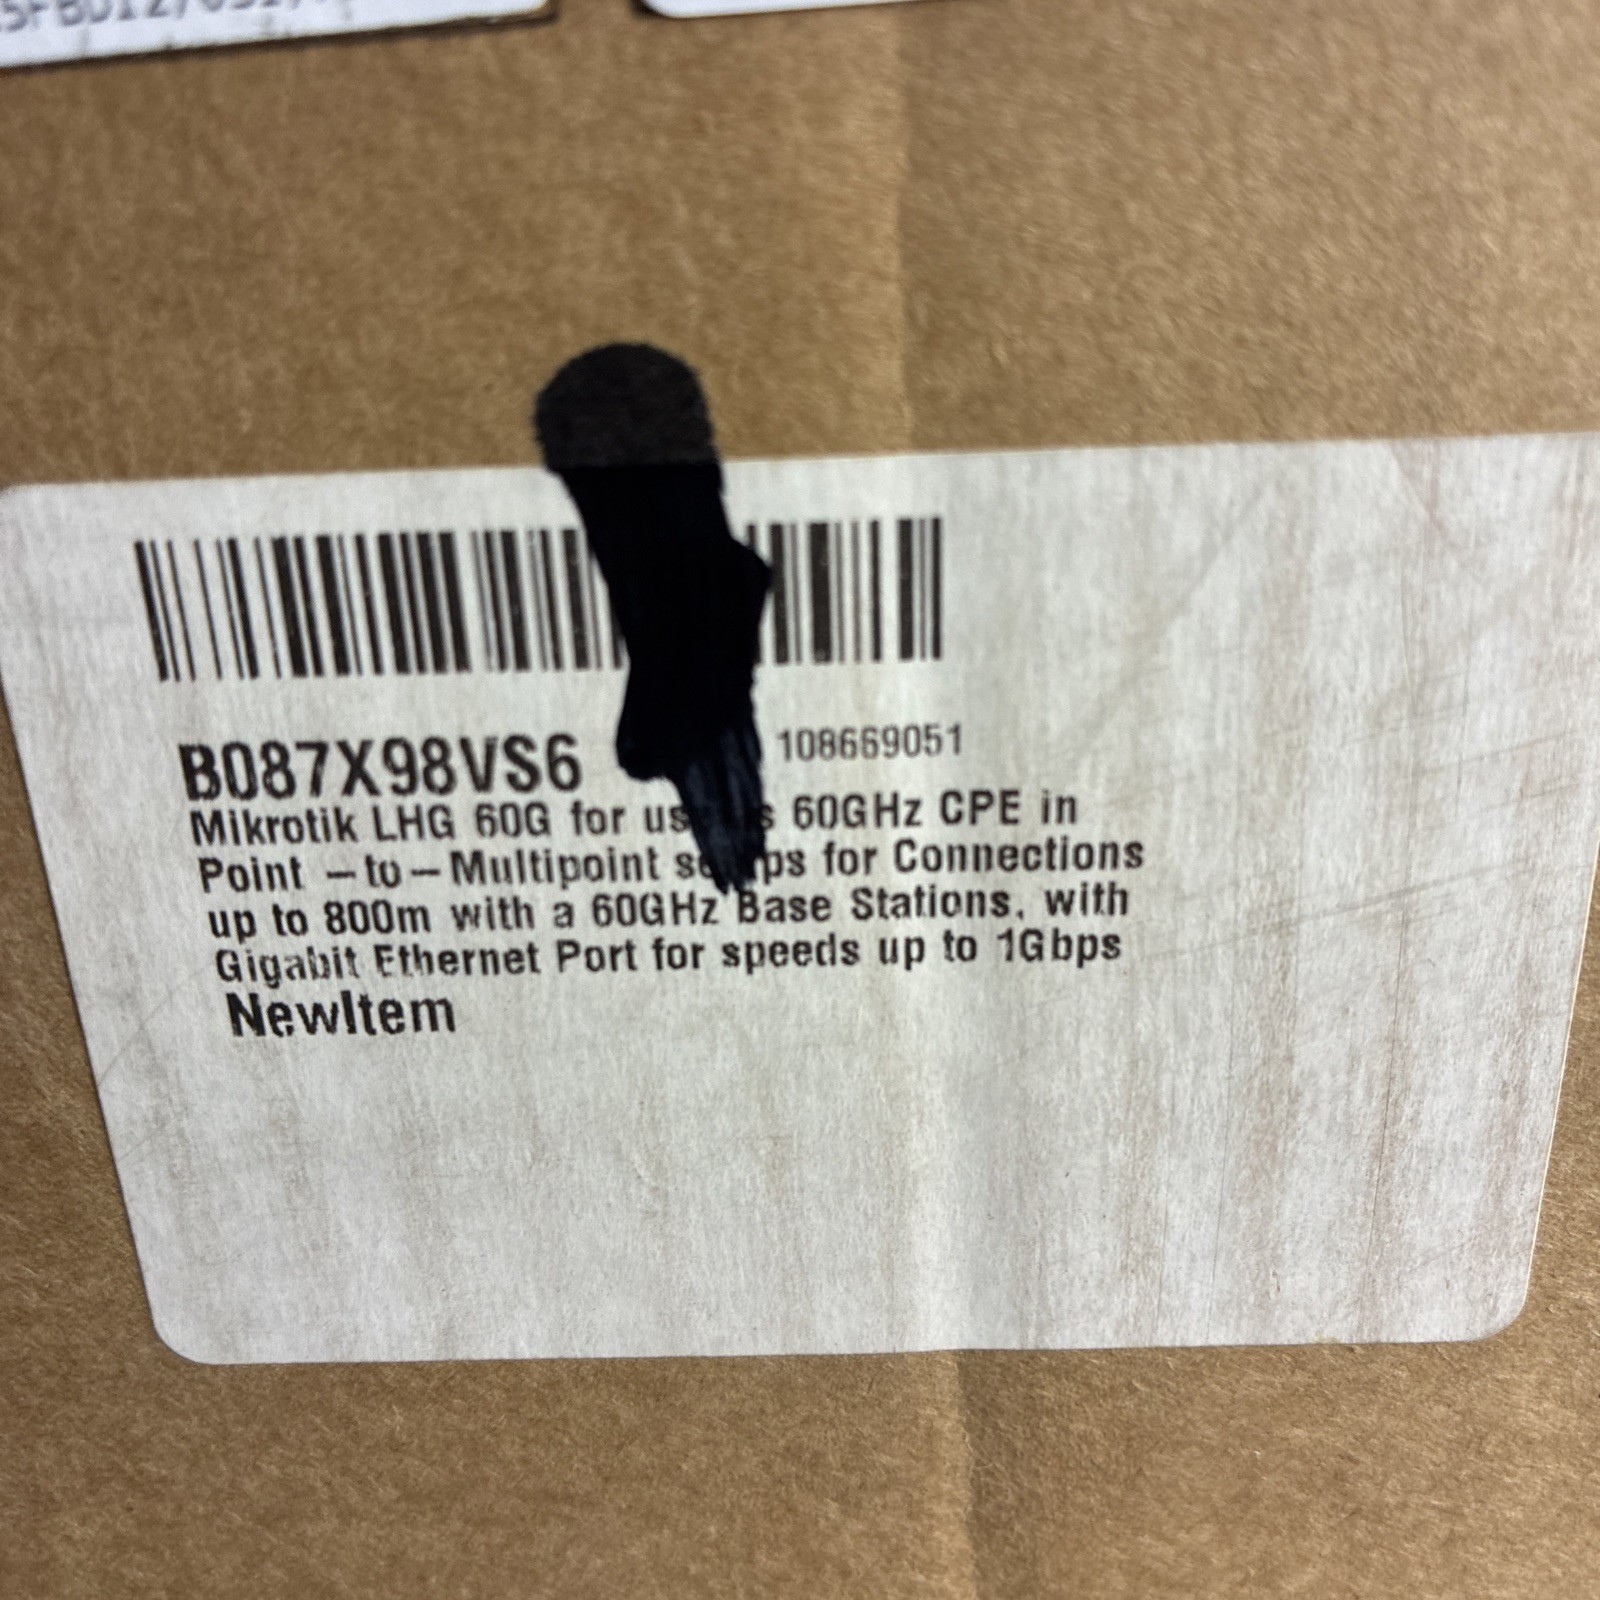 B087X98VS6 108669051
Mikrotik LHG 60G for 60GHz CPE in
Point -to- Multipoint for Connections
up to 800m with a 60GHz Base Stations, with
Gigabit Ethernet Port for speeds up to 1Gbps
NewItem